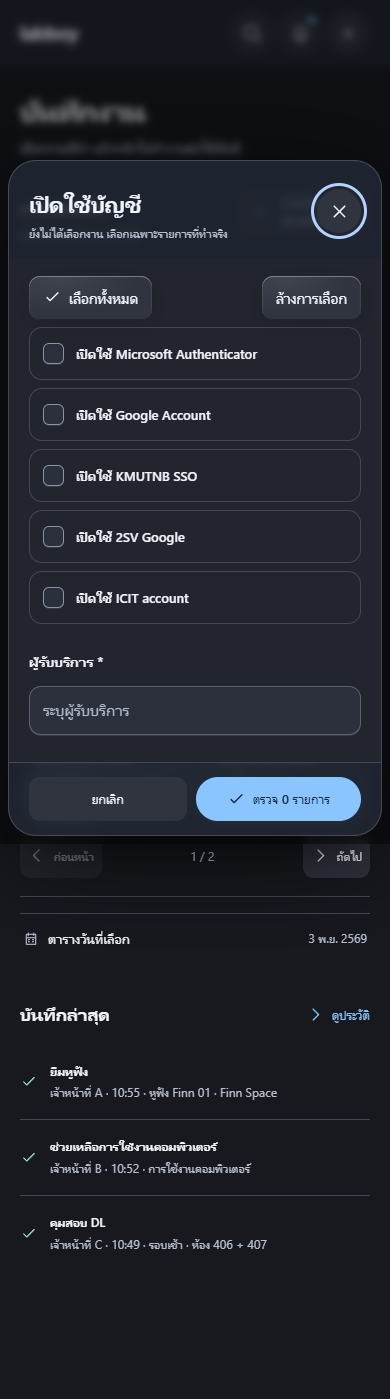 labboy
บันทึกงาน
เปิดใช้บัญชี
ยังไม่ได้เลือกงาน เลือกเฉพาะรายการที่ทำจริง
เลือกทั้งหมด
ล้างการเลือก
เปิดใช้ Microsoft Authenticator
เปิดใช้ Google Account
เปิดใช้ KMUTNB SSO
เปิดใช้ 2SV Google
เปิดใช้ ICIT account
ผู้รับบริการ *
ระบุผู้รับบริการ
ยกเลิก
ตรวจ 0 รายการ
ก่อนหน้า
1 / 2
ถัดไป
ตารางวันที่เลือก
3 พ.ย. 2569
บันทึกล่าสุด
ดูประวัติ
ยืมหูฟัง
เจ้าหน้าที่ A · 10:55 · หูฟัง Finn 01 · Finn Space
ช่วยเหลือการใช้งานคอมพิวเตอร์
เจ้าหน้าที่ B · 10:52 · การใช้งานคอมพิวเตอร์
คุมสอบ DL
เจ้าหน้าที่ C · 10:49 · รอบเช้า · ห้อง 406 + 407